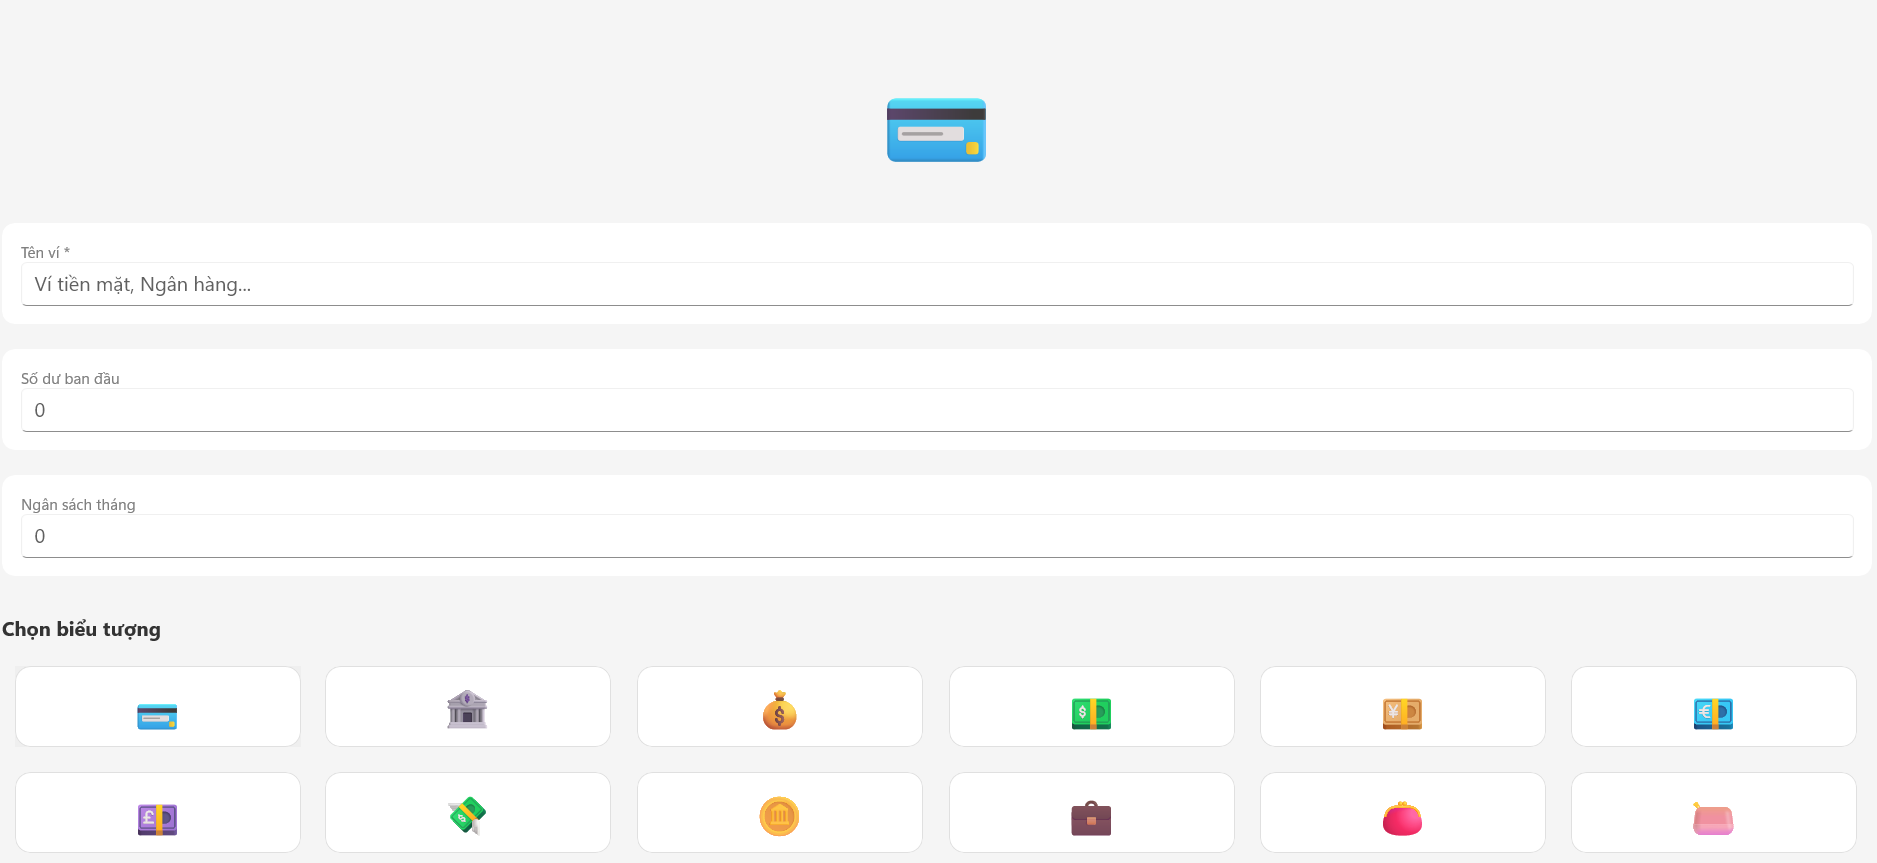 Tên ví *
Ví tiền mặt, Ngân hàng...
Số dư ban đầu
0
Ngân sách tháng
0
Chọn biểu tượng